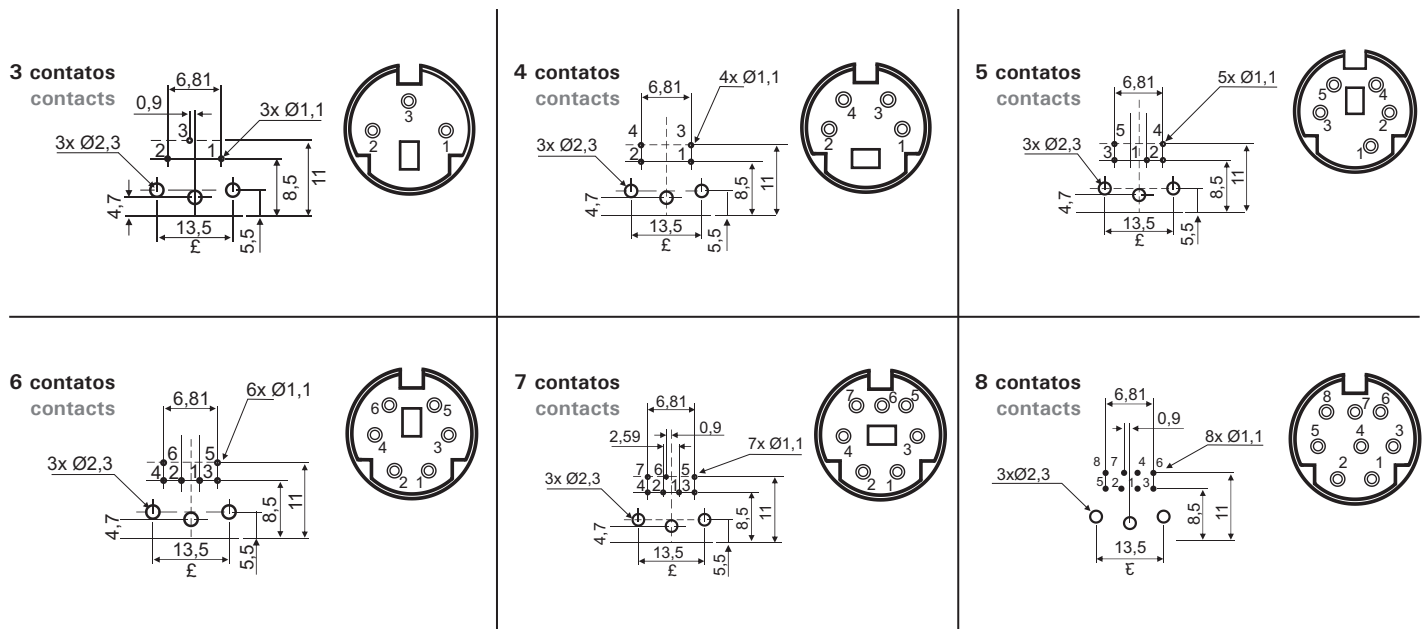 3 contatos
contacts
6,81
0,9
3x Ø1,1
3
3x Ø2,3
2 1
8,5
11
4,7
13,5
5,5
£
3
2 1
4 contatos
contacts
6,81
4x Ø1,1
4 3
3x Ø2,3
2 1
8,5
11
4,7
13,5
5,5
£
4 3
2 1
5 contatos
contacts
6,81
5x Ø1,1
5 4
3x Ø2,3
3 1 2
8,5
11
4,7
13,5
5,5
£
5 4
3 2
1
6 contatos
contacts
6,81
6x Ø1,1
6 5
4 2 1 3
3x Ø2,3
8,5
11
4,7
13,5
5,5
£
6 5
4 3
2 1
7 contatos
contacts
6,81
0,9
2,59
7x Ø1,1
7 6 5
3x Ø2,3
4 2 1 3
8,5
11
4,7
13,5
5,5
£
7 6 5
4 3
2 1
8 contatos
contacts
6,81
0,9
8x Ø1,1
8 7 4 6
3xØ2,3
5 2 1 3
8,5
11
13,5
£
8 7 6
5 4 3
2 1